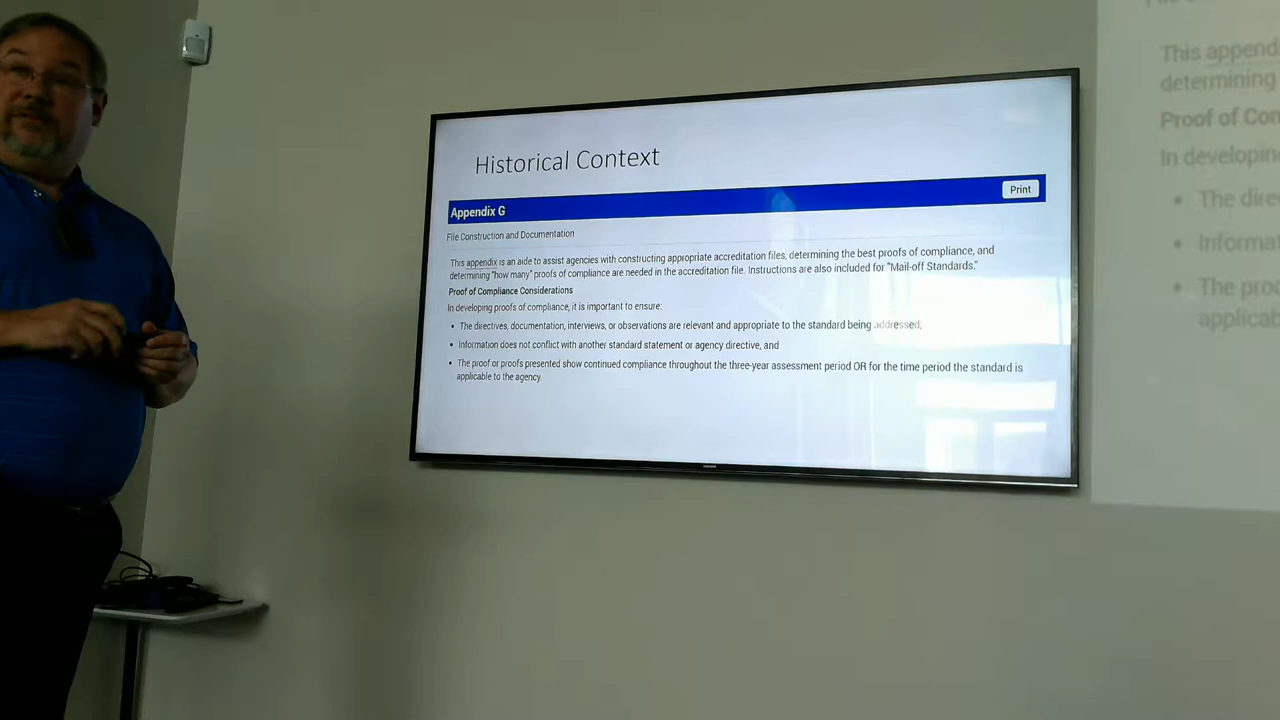 Historical Context
Appendix G
Print
File Construction and Documentation
This appendix is an aide to assist agencies with constructing appropriate accreditation files, determining the best proofs of compliance, and
determining "how many" proofs of compliance are needed in the accreditation file. Instructions are also included for "Mail-off Standards."
Proof of Compliance Considerations
In developing proofs of compliance, it is important to ensure:
• The directives, documentation, interviews, or observations are relevant and appropriate to the standard being addressed,
• Information does not conflict with another standard statement or agency directive, and
• The proof or proofs presented show continued compliance throughout the three-year assessment period OR for the time period the standard is
applicable to the agency.
This append
determining
Proof of Con
In developin
• The dire
• Informat
• The proo
applicab